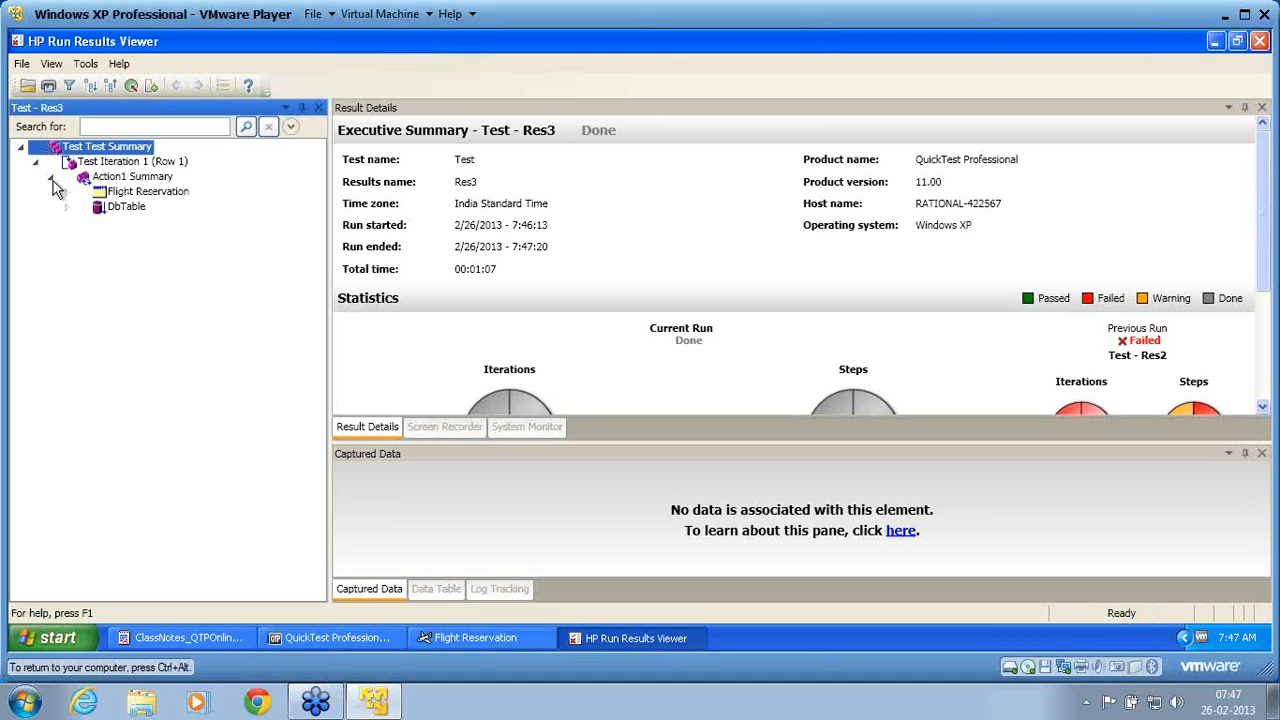 Windows XP Professional - VMware Player File Virtual Machine Help
HP Run Results Viewer
File View Tools Help
Test - Res3
Search for:
Test Test Summary
Test Iteration 1 (Row 1)
Action1 Summary
Flight Reservation
DbTable
Result Details
Executive Summary - Test - Res3 Done
Test name: Test Product name: QuickTest Professional
Results name: Res3 Product version: 11.00
Time zone: India Standard Time Host name: RATIONAL-422567
Run started: 2/26/2013 - 7:46:13 Operating system: Windows XP
Run ended: 2/26/2013 - 7:47:20
Total time: 00:01:07
Statistics Passed Failed Warning Done
Current Run
Done
Previous Run
Failed
Test - Res2
Iterations Steps Iterations Steps
Result Details Screen Recorder System Monitor
Captured Data
No data is associated with this element.
To learn about this pane, click here.
Captured Data Data Table Log Tracking
For help, press F1 Ready
start ClassNotes_QTPOnlin... QuickTest Profession... Flight Reservation HP Run Results Viewer 7:47 AM
To return to your computer, press Ctrl+Alt. vmware
07:47
26-02-2013